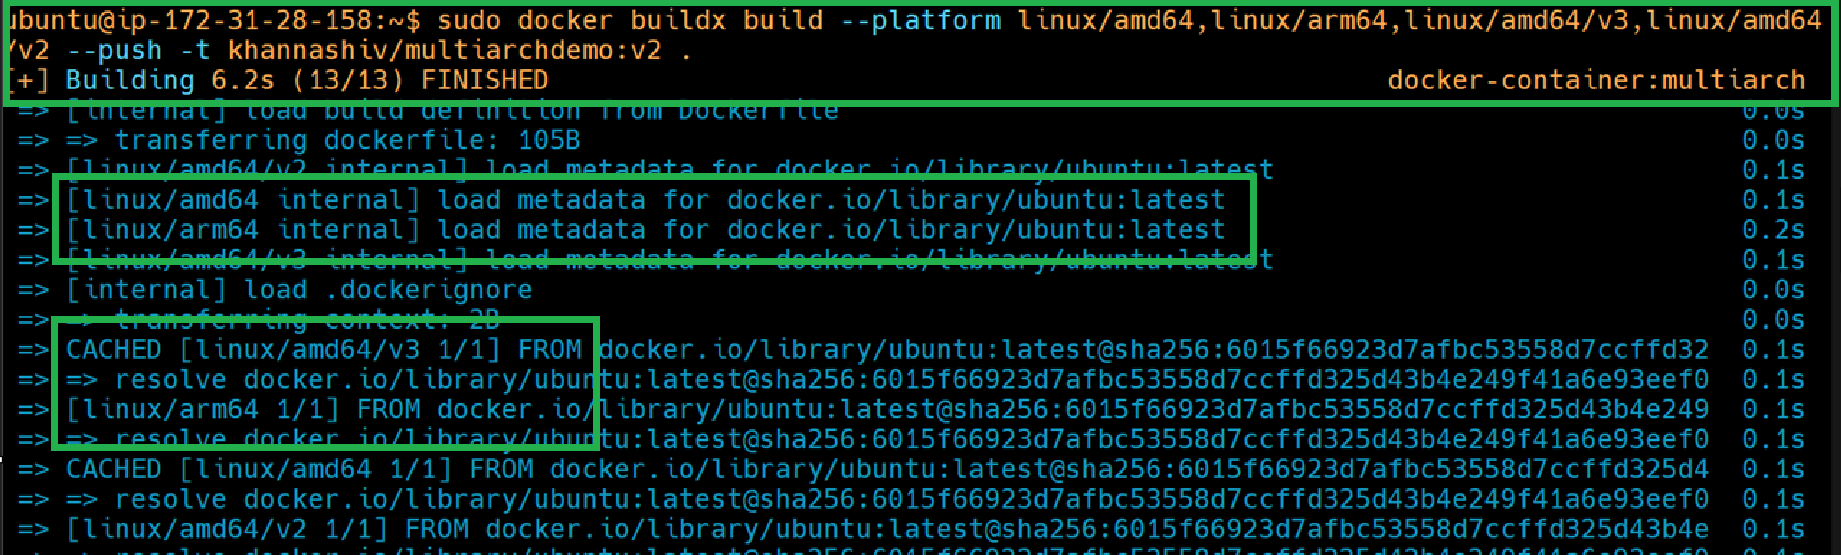 ubuntu@ip-172-31-28-158:~$ sudo docker buildx build --platform linux/amd64,linux/arm64,linux/amd64/v3,linux/amd64
/v2 --push -t khannashiv/multiarchdemo:v2 .
[+] Building 6.2s (13/13) FINISHED docker-container:multiarch
=> [internal] load build definition from Dockerfile 0.0s
=> => transferring dockerfile: 105B 0.0s
=> [linux/amd64/v2 internal] load metadata for docker.io/library/ubuntu:latest 0.1s
=> [linux/amd64 internal] load metadata for docker.io/library/ubuntu:latest 0.1s
=> [linux/arm64 internal] load metadata for docker.io/library/ubuntu:latest 0.2s
=> [linux/amd64/v3 internal] load metadata for docker.io/library/ubuntu:latest 0.1s
=> [internal] load .dockerignore 0.0s
=> => transferring context: 2B 0.0s
=> CACHED [linux/amd64/v3 1/1] FROM docker.io/library/ubuntu:latest@sha256:6015f66923d7afbc53558d7ccffd32 0.1s
=> => resolve docker.io/library/ubuntu:latest@sha256:6015f66923d7afbc53558d7ccffd325d43b4e249f41a6e93eef0 0.1s
=> [linux/arm64 1/1] FROM docker.io/library/ubuntu:latest@sha256:6015f66923d7afbc53558d7ccffd325d43b4e249 0.1s
=> => resolve docker.io/library/ubuntu:latest@sha256:6015f66923d7afbc53558d7ccffd325d43b4e249f41a6e93eef0 0.1s
=> CACHED [linux/amd64 1/1] FROM docker.io/library/ubuntu:latest@sha256:6015f66923d7afbc53558d7ccffd325d4 0.1s
=> => resolve docker.io/library/ubuntu:latest@sha256:6015f66923d7afbc53558d7ccffd325d43b4e249f41a6e93eef0 0.1s
=> [linux/amd64/v2 1/1] FROM docker.io/library/ubuntu:latest@sha256:6015f66923d7afbc53558d7ccffd325d43b4e 0.1s
=> => resolve docker.io/library/ubuntu:latest@sha256:6015f66923d7afbc53558d7ccffd325d43b4e249f41a6e93eef0 0.1s